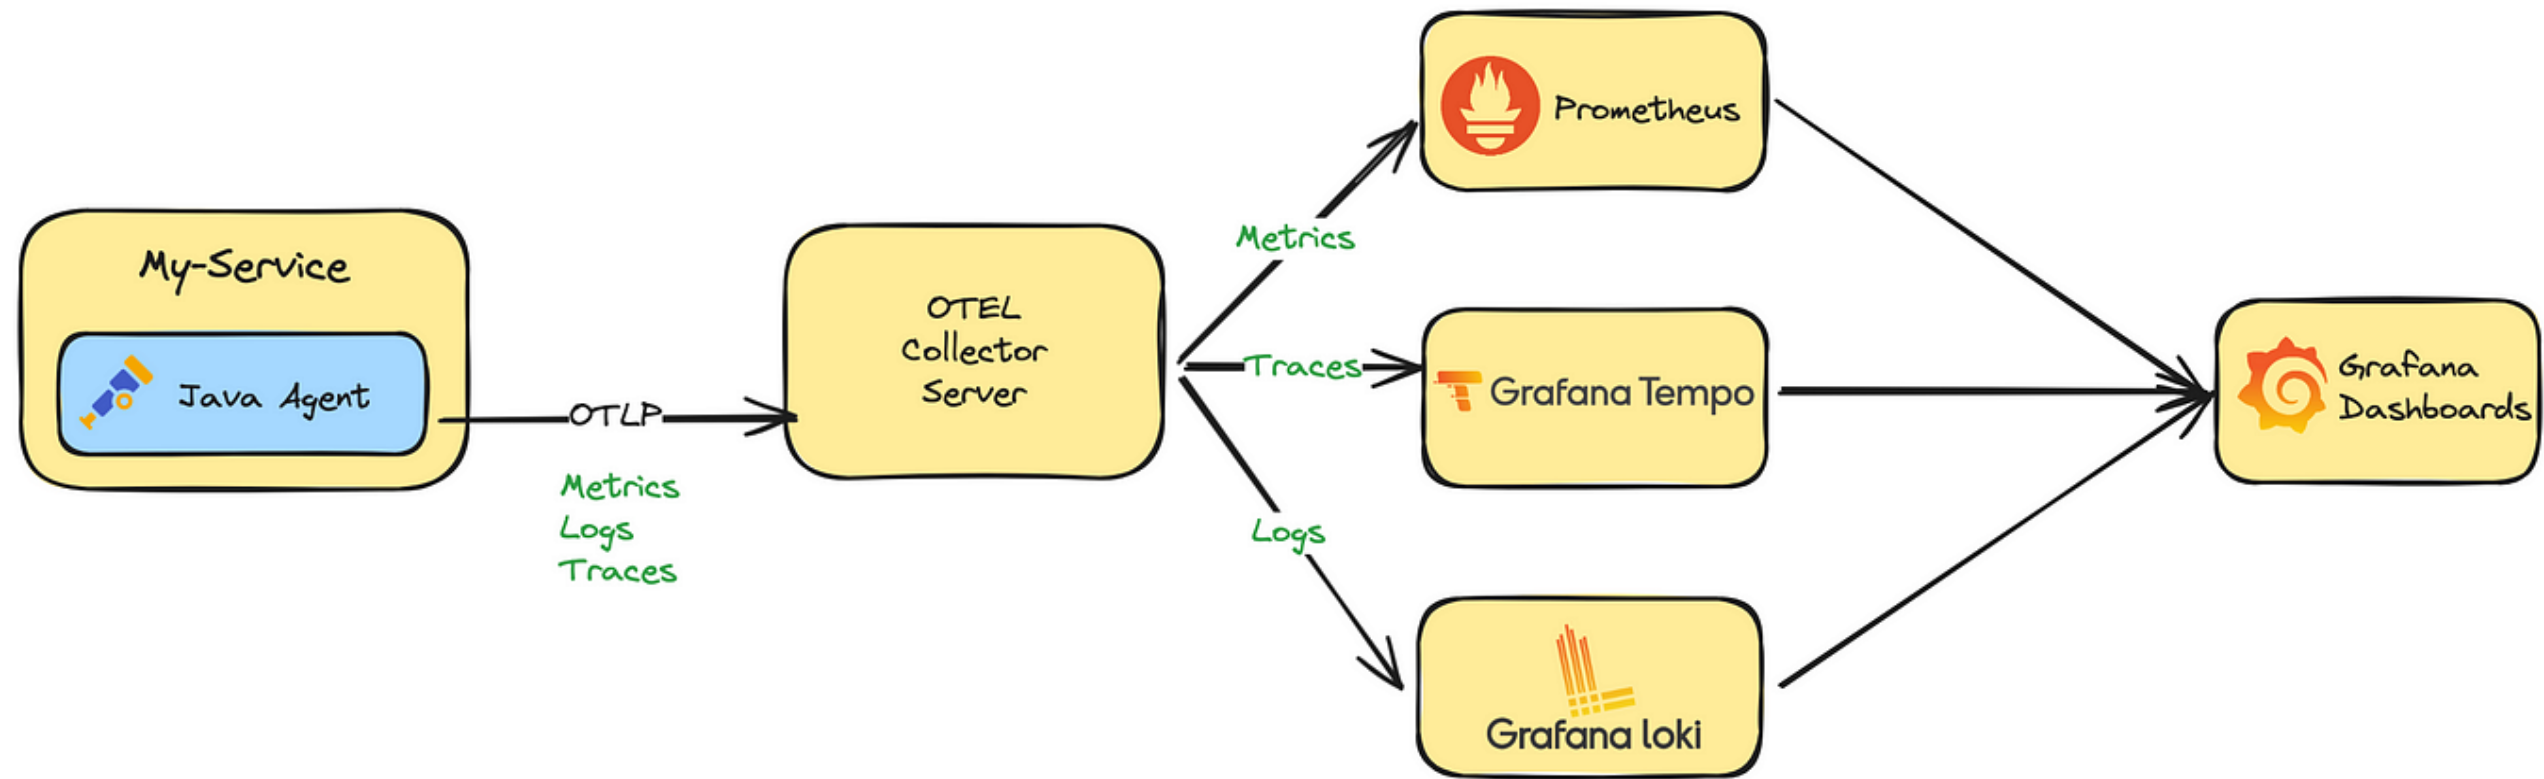 My-Service
Java Agent
OTLP
Metrics
Logs
Traces
OTEL
Collector
Server
Metrics
Traces
Logs
Prometheus
Grafana Tempo
Grafana loki
Grafana
Dashboards